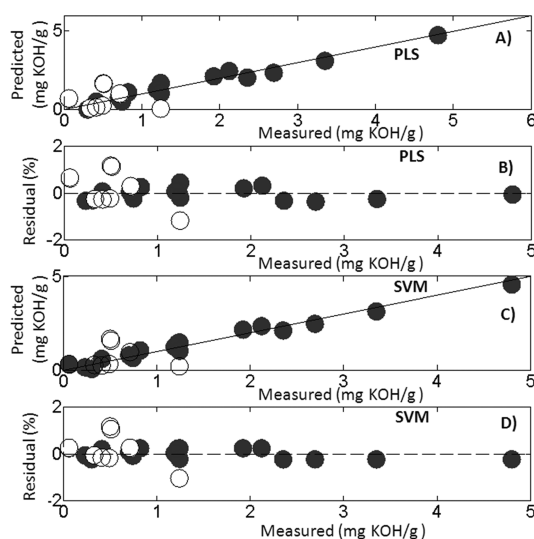 6
A)
PLS
Predicted
(mg KOH/g)
0
0 1 2 3 4 5 6
Measured (mg KOH/g)
2
PLS
B)
Residual (%)
0
-2
0 1 2 3 4 5
Measured (mg KOH/g)
5
SVM
C)
Predicted
(mg KOH/g)
0
0 1 2 3 4 5
Measured (mg KOH/g)
2
SVM
D)
Residual (%)
0
-2
0 1 2 3 4 5
Measured (mg KOH/g)